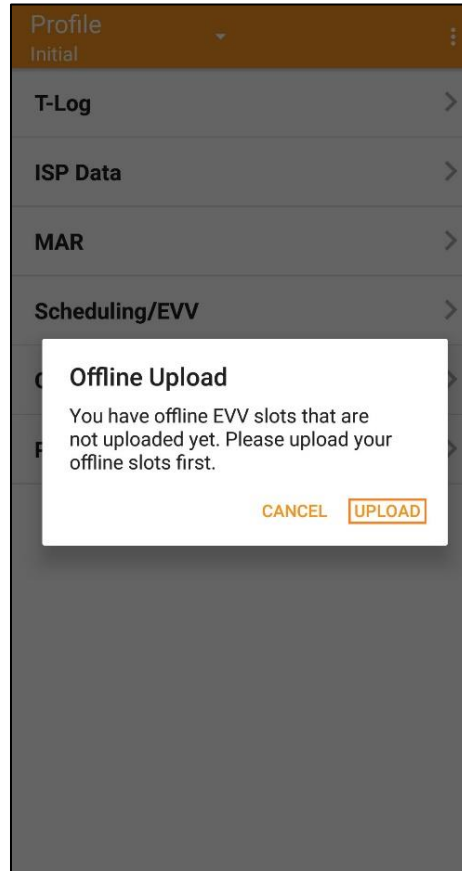 Profile
Initial
T-Log
ISP Data
MAR
Scheduling/EVV
Offline Upload
You have offline EVV slots that are
not uploaded yet. Please upload your
offline slots first.
CANCEL UPLOAD